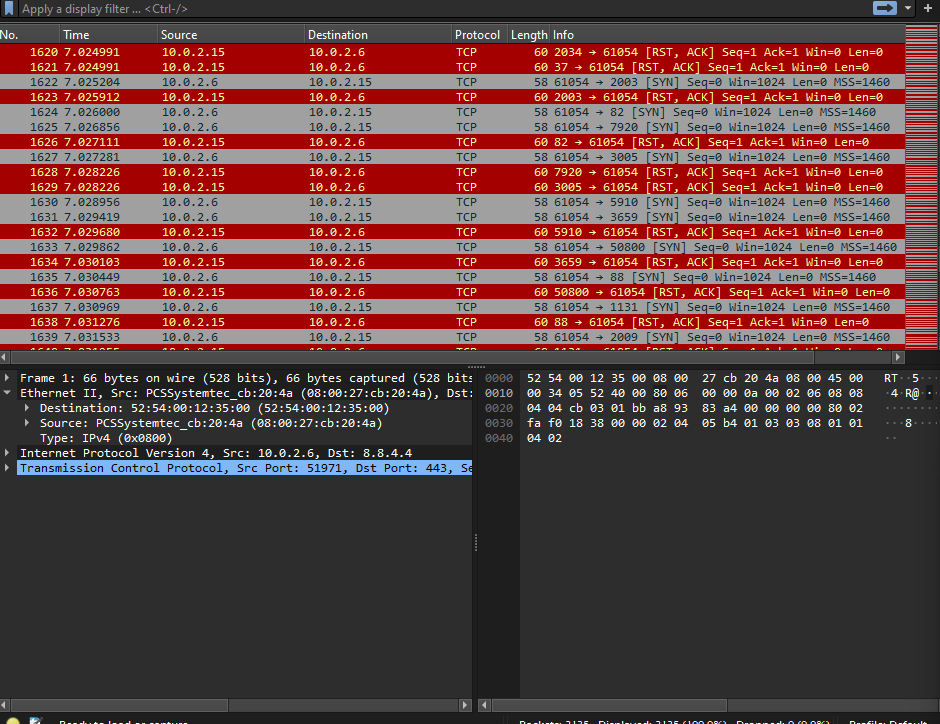 Apply a display filter ... <Ctrl-/>
No. Time Source Destination Protocol Length Info
1620 7.024991 10.0.2.15 10.0.2.6 TCP 60 2034 → 61054 [RST, ACK] Seq=1 Ack=1 Win=0 Len=0
1621 7.024991 10.0.2.15 10.0.2.6 TCP 60 37 → 61054 [RST, ACK] Seq=1 Ack=1 Win=0 Len=0
1622 7.025204 10.0.2.6 10.0.2.15 TCP 58 61054 → 2003 [SYN] Seq=0 Win=1024 Len=0 MSS=1460
1623 7.025912 10.0.2.15 10.0.2.6 TCP 60 2003 → 61054 [RST, ACK] Seq=1 Ack=1 Win=0 Len=0
1624 7.026000 10.0.2.6 10.0.2.15 TCP 58 61054 → 82 [SYN] Seq=0 Win=1024 Len=0 MSS=1460
1625 7.026856 10.0.2.6 10.0.2.15 TCP 58 61054 → 7920 [SYN] Seq=0 Win=1024 Len=0 MSS=1460
1626 7.027111 10.0.2.15 10.0.2.6 TCP 60 82 → 61054 [RST, ACK] Seq=1 Ack=1 Win=0 Len=0
1627 7.027281 10.0.2.6 10.0.2.15 TCP 58 61054 → 3005 [SYN] Seq=0 Win=1024 Len=0 MSS=1460
1628 7.028226 10.0.2.15 10.0.2.6 TCP 60 7920 → 61054 [RST, ACK] Seq=1 Ack=1 Win=0 Len=0
1629 7.028226 10.0.2.15 10.0.2.6 TCP 60 3005 → 61054 [RST, ACK] Seq=1 Ack=1 Win=0 Len=0
1630 7.028956 10.0.2.6 10.0.2.15 TCP 58 61054 → 5910 [SYN] Seq=0 Win=1024 Len=0 MSS=1460
1631 7.029419 10.0.2.6 10.0.2.15 TCP 58 61054 → 3659 [SYN] Seq=0 Win=1024 Len=0 MSS=1460
1632 7.029680 10.0.2.15 10.0.2.6 TCP 60 5910 → 61054 [RST, ACK] Seq=1 Ack=1 Win=0 Len=0
1633 7.029862 10.0.2.6 10.0.2.15 TCP 58 61054 → 50800 [SYN] Seq=0 Win=1024 Len=0 MSS=1460
1634 7.030103 10.0.2.15 10.0.2.6 TCP 60 3659 → 61054 [RST, ACK] Seq=1 Ack=1 Win=0 Len=0
1635 7.030449 10.0.2.6 10.0.2.15 TCP 58 61054 → 88 [SYN] Seq=0 Win=1024 Len=0 MSS=1460
1636 7.030763 10.0.2.15 10.0.2.6 TCP 60 50800 → 61054 [RST, ACK] Seq=1 Ack=1 Win=0 Len=0
1637 7.030969 10.0.2.6 10.0.2.15 TCP 58 61054 → 1131 [SYN] Seq=0 Win=1024 Len=0 MSS=1460
1638 7.031276 10.0.2.15 10.0.2.6 TCP 60 88 → 61054 [RST, ACK] Seq=1 Ack=1 Win=0 Len=0
1639 7.031533 10.0.2.6 10.0.2.15 TCP 58 61054 → 2009 [SYN] Seq=0 Win=1024 Len=0 MSS=1460
Frame 1: 66 bytes on wire (528 bits), 66 bytes captured (528 bits
Ethernet II, Src: PCSSystemtec_cb:20:4a (08:00:27:cb:20:4a), Dst:
Destination: 52:54:00:12:35:00 (52:54:00:12:35:00)
Source: PCSSystemtec_cb:20:4a (08:00:27:cb:20:4a)
Type: IPv4 (0x0800)
Internet Protocol Version 4, Src: 10.0.2.6, Dst: 8.8.4.4
Transmission Control Protocol, Src Port: 51971, Dst Port: 443, Se
0000 52 54 00 12 35 00 08 00 27 cb 20 4a 08 00 45 00 RT··5···
0010 00 34 05 52 40 00 80 06 00 00 0a 00 02 06 08 08 ·4·R@···
0020 04 04 cb 03 01 bb a8 93 83 a4 00 00 00 00 80 02 ········
0030 fa f0 18 38 00 00 02 04 05 b4 01 03 03 08 01 01 ···8····
0040 04 02 ··
Ready to load or capture
Packets: 3135 · Displayed: 3135 (100.0%) · Dropped: 0 (0.0%) Profile: Default